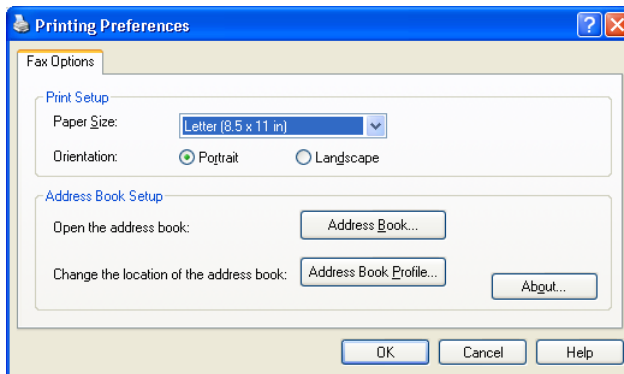 Printing Preferences
Fax Options
Print Setup
Paper Size: Letter (8.5 x 11 in)
Orientation: Portrait Landscape
Address Book Setup
Open the address book: Address Book...
Change the location of the address book: Address Book Profile...
About...
OK Cancel Help